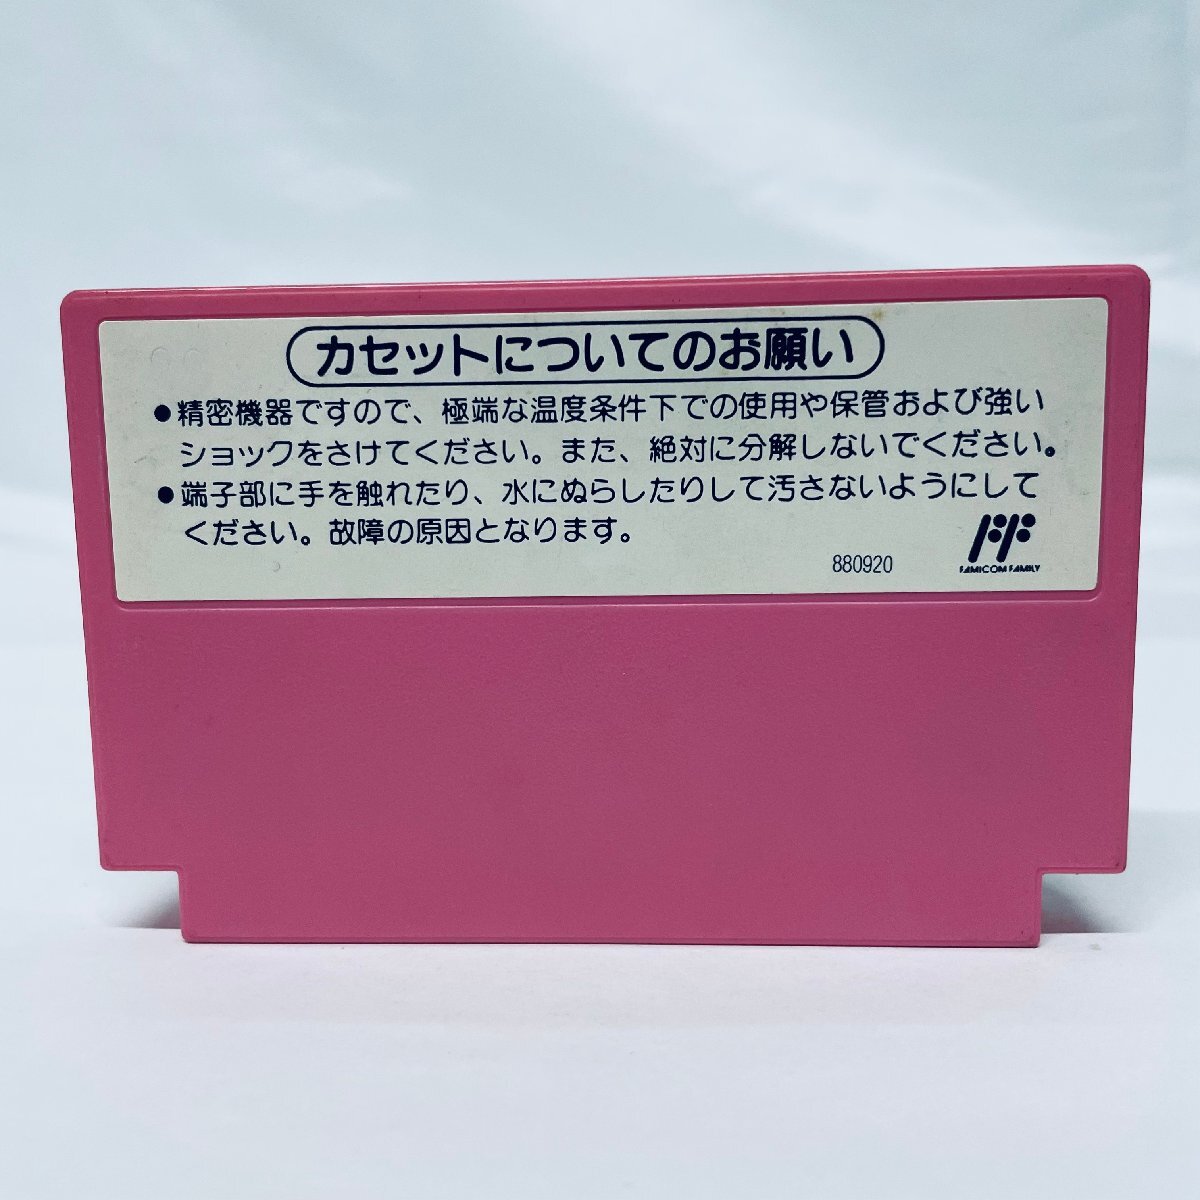 カセットについてのお願い
●精密機器ですので、極端な温度条件下での使用や保管および強い
ショックをさけてください。また、絶対に分解しないでください。
●端子部に手を触れたり、水にぬらしたりして汚さないようにして
ください。故障の原因となります。
880920
FAMICOM FAMILY